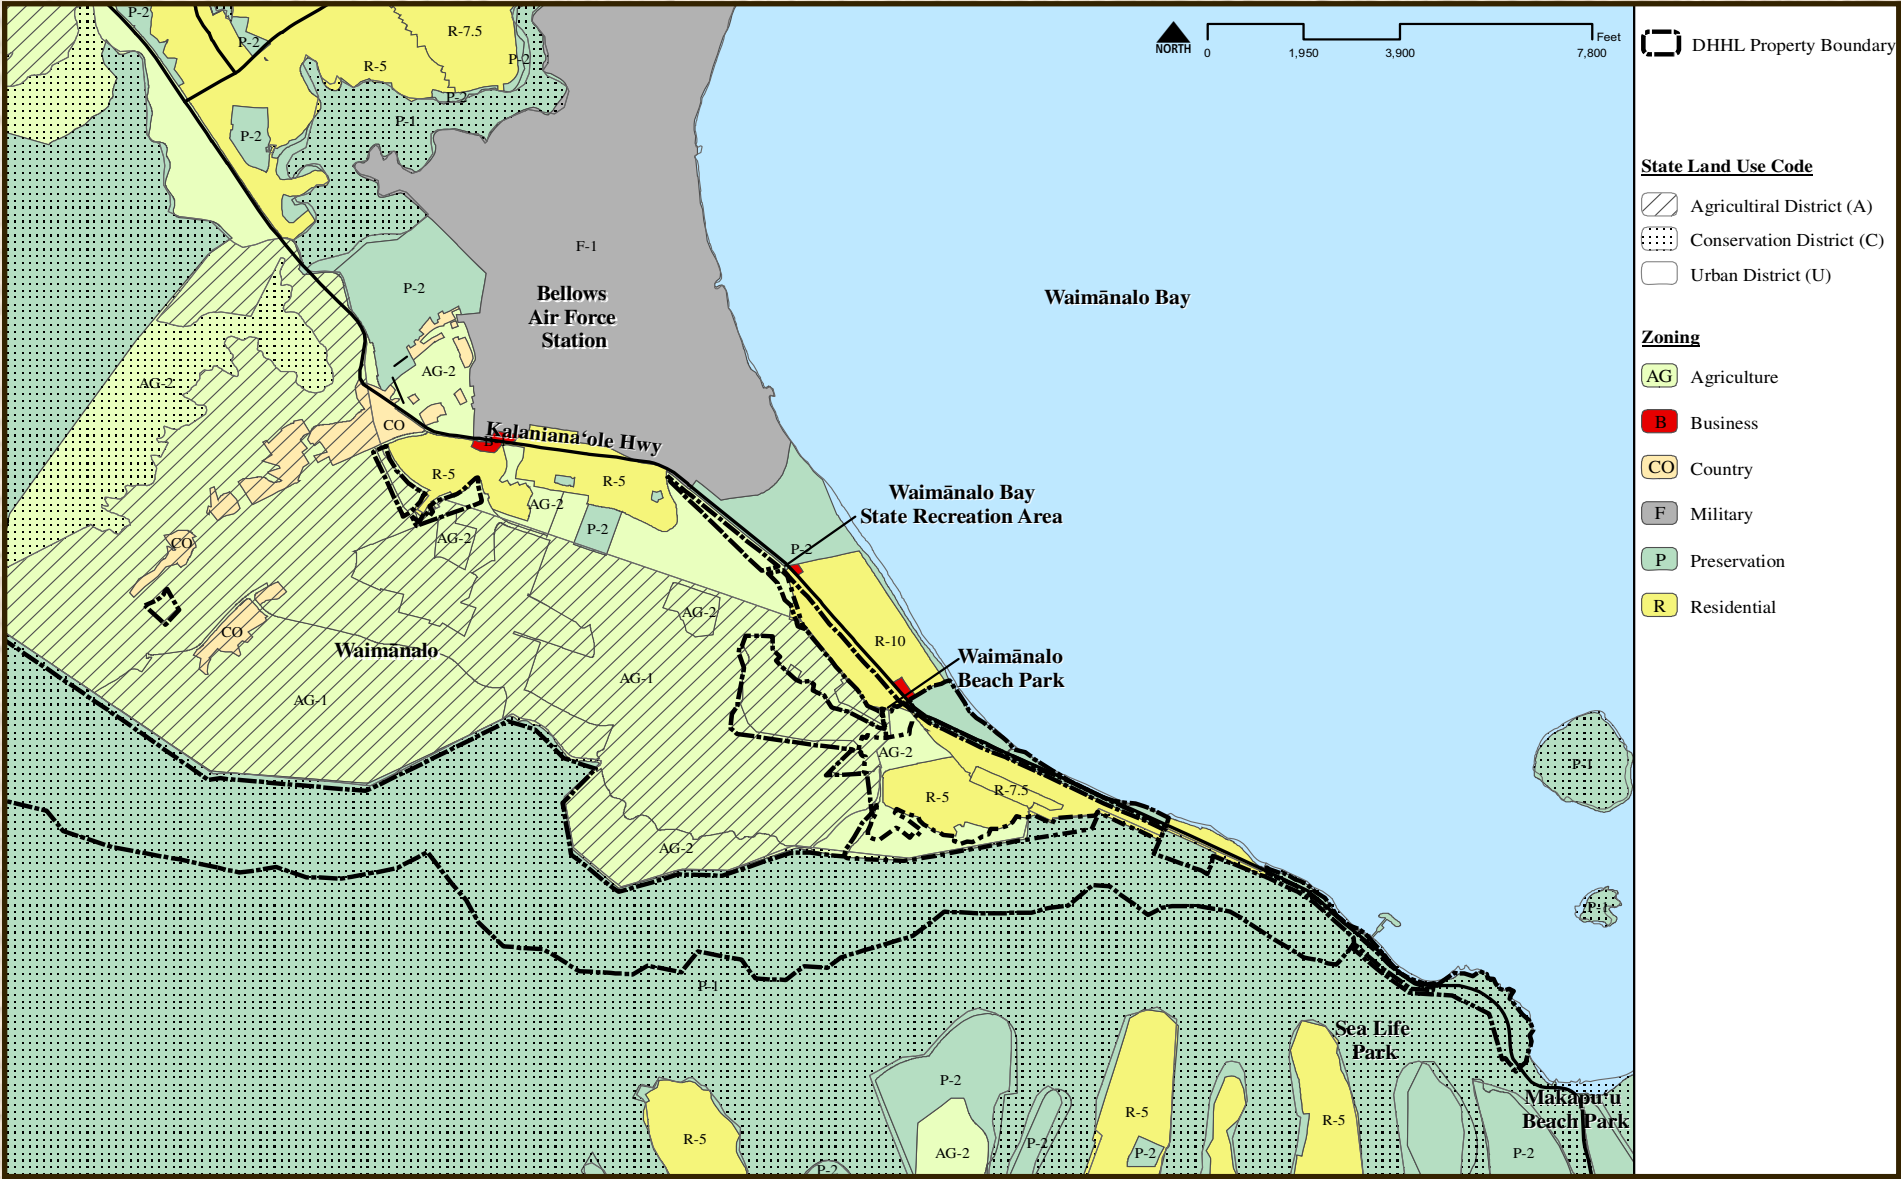 P-2
P-2
R-7.5
R-5
P-2
P-2
P-1
P-2
NORTH
0
1,950
3,900
7,800
Feet
F-1
P-2
Bellows
Air Force
Station
Waimānalo Bay
AG-2
AG-2
CO
B-1
Kalanianaʻole Hwy
R-5
R-5
AG-2
P-2
AG-2
CO
Waimānalo Bay
State Recreation Area
P-2
AG-2
CO
Waimānalo
R-10
Waimānalo
Beach Park
AG-1
AG-1
AG-2
P-1
R-5
R-7.5
AG-2
P-1
P-1
Sea Life
Park
P-2
R-5
R-5
Makapuʻu
Beach Park
R-5
P-2
AG-2
P-2
P-2
P-2
DHHL Property Boundary
State Land Use Code
Agricultiral District (A)
Conservation District (C)
Urban District (U)
Zoning
AG Agriculture
B Business
CO Country
F Military
P Preservation
R Residential